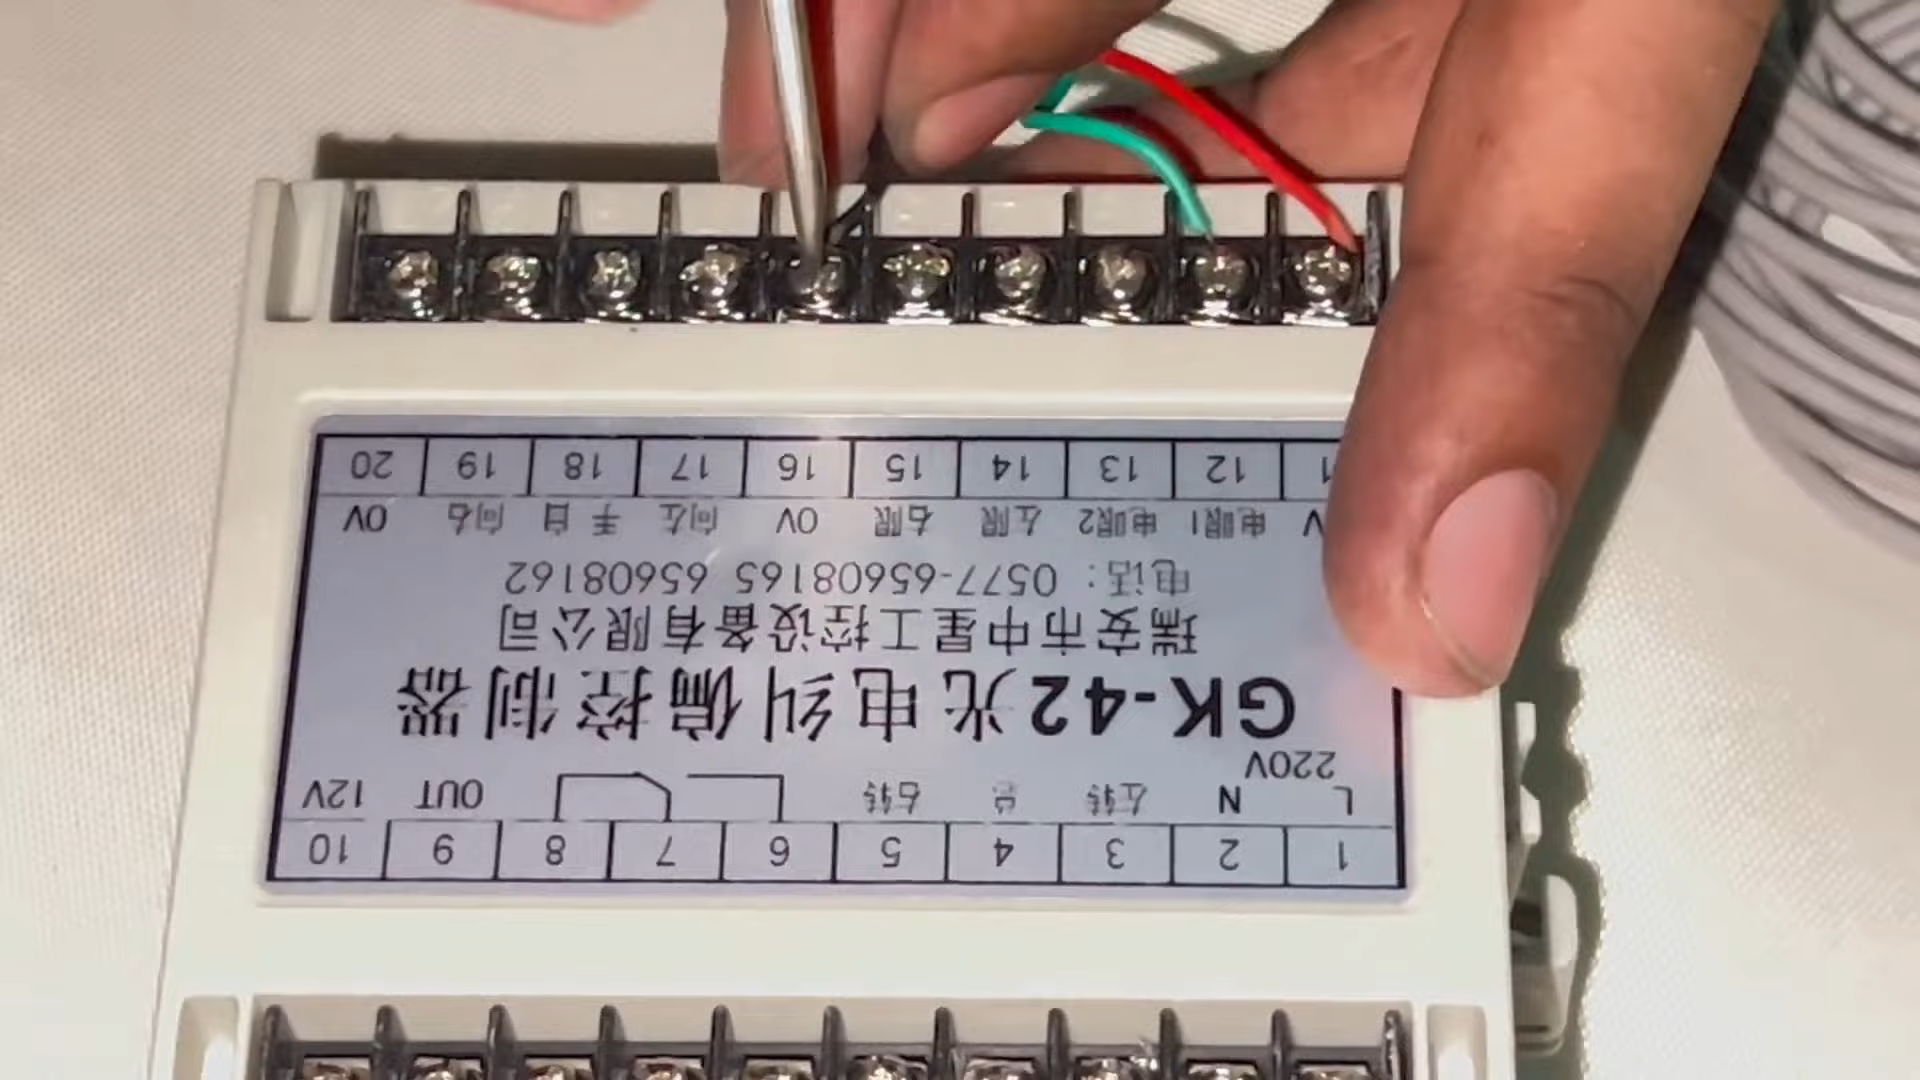 1 2 3 4 5 6 7 8 9 10
L N 左转 总 右转 OUT 12V
220V
GK-42光电纠偏控制器
瑞安市中星工控设备有限公司
电话：0577-65608165 65608162
电眼1 电眼2 左限 右限 0V 向左 手 自 向右 0V
12 13 14 15 16 17 18 19 20